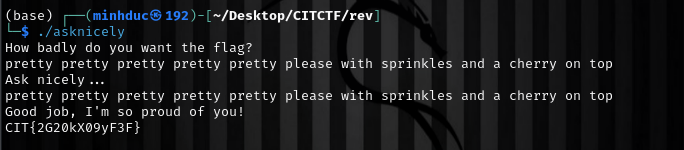 (base) ┌──(minhduc㉿192)-[~/Desktop/CITCTF/rev]
└─$ ./asknicely
How badly do you want the flag?
pretty pretty pretty pretty pretty please with sprinkles and a cherry on top
Ask nicely...
pretty pretty pretty pretty pretty please with sprinkles and a cherry on top
Good job, I'm so proud of you!
CIT{2G20kX09yF3F}